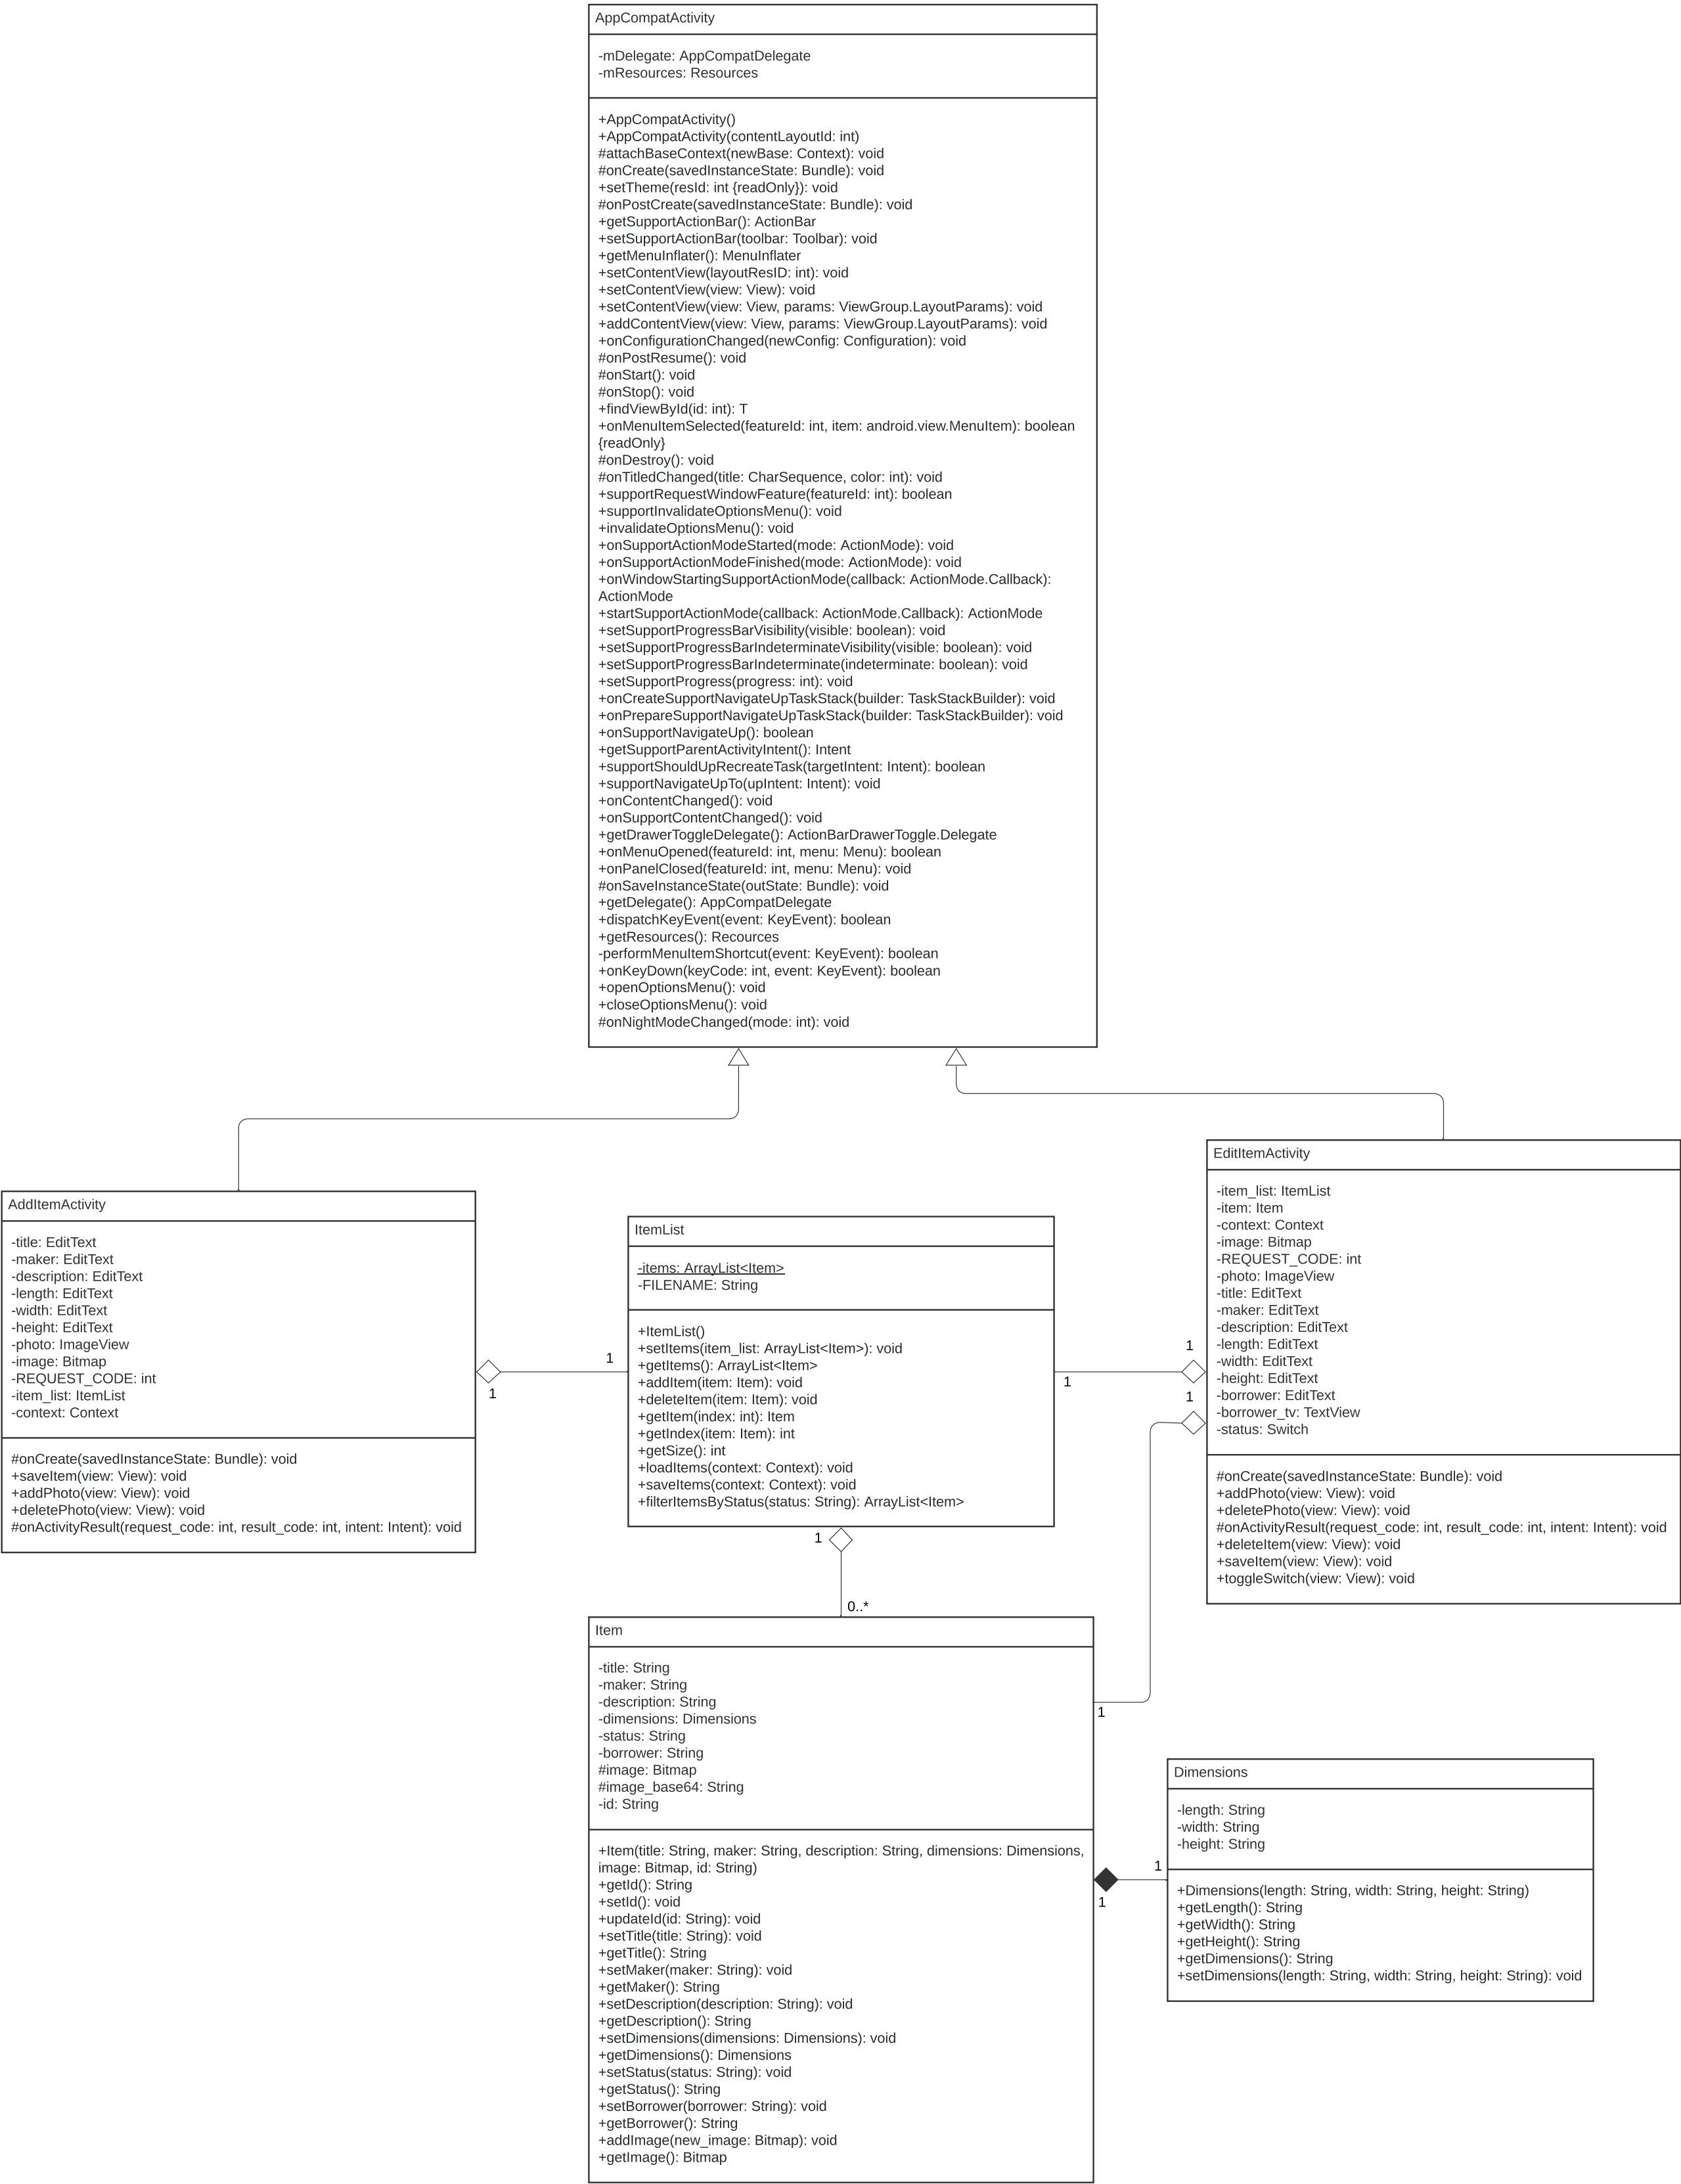 AppCompatActivity
-mDelegate: AppCompatDelegate
-mResources: Resources
+AppCompatActivity()
+AppCompatActivity(contentLayoutId: int)
#attachBaseContext(newBase: Context): void
#onCreate(savedInstanceState: Bundle): void
+setTheme(resId: int {readOnly}): void
#onPostCreate(savedInstanceState: Bundle): void
+getSupportActionBar(): ActionBar
+setSupportActionBar(toolbar: Toolbar): void
+getMenuInflater(): MenuInflater
+setContentView(layoutResID: int): void
+setContentView(view: View): void
+setContentView(view: View, params: ViewGroup.LayoutParams): void
+addContentView(view: View, params: ViewGroup.LayoutParams): void
+onConfigurationChanged(newConfig: Configuration): void
#onPostResume(): void
#onStart(): void
#onStop(): void
+findViewById(id: int): T
+onMenuItemSelected(featureId: int, item: android.view.MenuItem): boolean
{readOnly}
#onDestroy(): void
#onTitledChanged(title: CharSequence, color: int): void
+supportRequestWindowFeature(featureId: int): boolean
+supportInvalidateOptionsMenu(): void
+invalidateOptionsMenu(): void
+onSupportActionModeStarted(mode: ActionMode): void
+onSupportActionModeFinished(mode: ActionMode): void
+onWindowStartingSupportActionMode(callback: ActionMode.Callback):
ActionMode
+startSupportActionMode(callback: ActionMode.Callback): ActionMode
+setSupportProgressBarVisibility(visible: boolean): void
+setSupportProgressBarIndeterminateVisibility(visible: boolean): void
+setSupportProgressBarIndeterminate(indeterminate: boolean): void
+setSupportProgress(progress: int): void
+onCreateSupportNavigateUpTaskStack(builder: TaskStackBuilder): void
+onPrepareSupportNavigateUpTaskStack(builder: TaskStackBuilder): void
+onSupportNavigateUp(): boolean
+getSupportParentActivityIntent(): Intent
+supportShouldUpRecreateTask(targetIntent: Intent): boolean
+supportNavigateUpTo(upIntent: Intent): void
+onContentChanged(): void
+onSupportContentChanged(): void
+getDrawerToggleDelegate(): ActionBarDrawerToggle.Delegate
+onMenuOpened(featureId: int, menu: Menu): boolean
+onPanelClosed(featureId: int, menu: Menu): void
#onSaveInstanceState(outState: Bundle): void
+getDelegate(): AppCompatDelegate
+dispatchKeyEvent(event: KeyEvent): boolean
+getResources(): Recources
-performMenuItemShortcut(event: KeyEvent): boolean
+onKeyDown(keyCode: int, event: KeyEvent): boolean
+openOptionsMenu(): void
+closeOptionsMenu(): void
#onNightModeChanged(mode: int): void
AddItemActivity
-title: EditText
-maker: EditText
-description: EditText
-length: EditText
-width: EditText
-height: EditText
-photo: ImageView
-image: Bitmap
-REQUEST_CODE: int
-item_list: ItemList
-context: Context
#onCreate(savedInstanceState: Bundle): void
+saveItem(view: View): void
+addPhoto(view: View): void
+deletePhoto(view: View): void
#onActivityResult(request_code: int, result_code: int, intent: Intent): void
1
1
ItemList
-items: ArrayList<Item>
-FILENAME: String
+ItemList()
+setItems(item_list: ArrayList<Item>): void
+getItems(): ArrayList<Item>
+addItem(item: Item): void
+deleteItem(item: Item): void
+getItem(index: int): Item
+getIndex(item: Item): int
+getSize(): int
+loadItems(context: Context): void
+saveItems(context: Context): void
+filterItemsByStatus(status: String): ArrayList<Item>
1
1
1
EditItemActivity
-item_list: ItemList
-item: Item
-context: Context
-image: Bitmap
-REQUEST_CODE: int
-photo: ImageView
-title: EditText
-maker: EditText
-description: EditText
-length: EditText
-width: EditText
-height: EditText
-borrower: EditText
-borrower_tv: TextView
-status: Switch
#onCreate(savedInstanceState: Bundle): void
+addPhoto(view: View): void
+deletePhoto(view: View): void
#onActivityResult(request_code: int, result_code: int, intent: Intent): void
+deleteItem(view: View): void
+saveItem(view: View): void
+toggleSwitch(view: View): void
1
0..*
Item
-title: String
-maker: String
-description: String
-dimensions: Dimensions
-status: String
-borrower: String
#image: Bitmap
#image_base64: String
-id: String
+Item(title: String, maker: String, description: String, dimensions: Dimensions,
image: Bitmap, id: String)
+getId(): String
+setId(): void
+updateId(id: String): void
+setTitle(title: String): void
+getTitle(): String
+setMaker(maker: String): void
+getMaker(): String
+setDescription(description: String): void
+getDescription(): String
+setDimensions(dimensions: Dimensions): void
+getDimensions(): Dimensions
+setStatus(status: String): void
+getStatus(): String
+setBorrower(borrower: String): void
+getBorrower(): String
+addImage(new_image: Bitmap): void
+getImage(): Bitmap
1
1
1
Dimensions
-length: String
-width: String
-height: String
+Dimensions(length: String, width: String, height: String)
+getLength(): String
+getWidth(): String
+getHeight(): String
+getDimensions(): String
+setDimensions(length: String, width: String, height: String): void